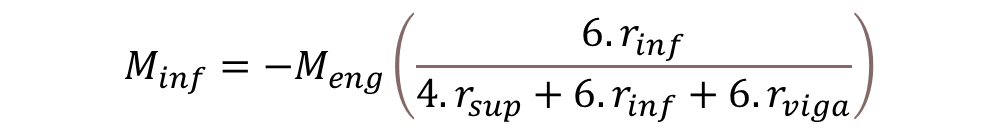 M_inf = −M_eng (6.r_inf / 4.r_sup + 6.r_inf + 6.r_viga)